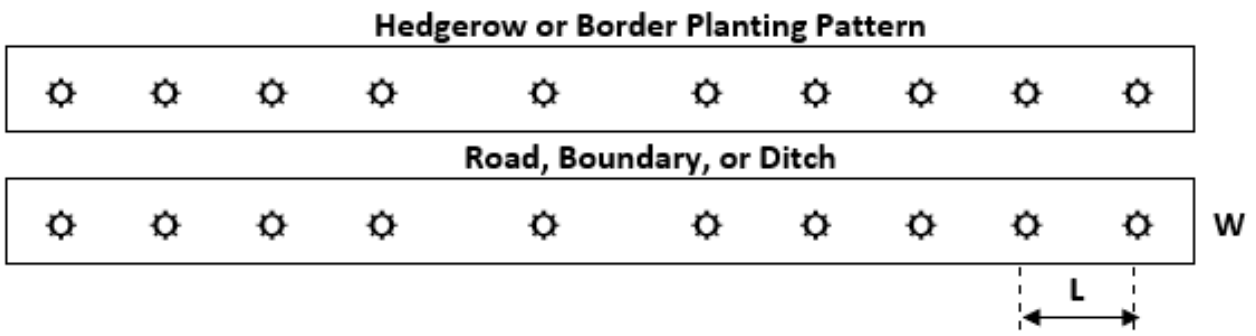 Hedgerow or Border Planting Pattern
Road, Boundary, or Ditch
W
L